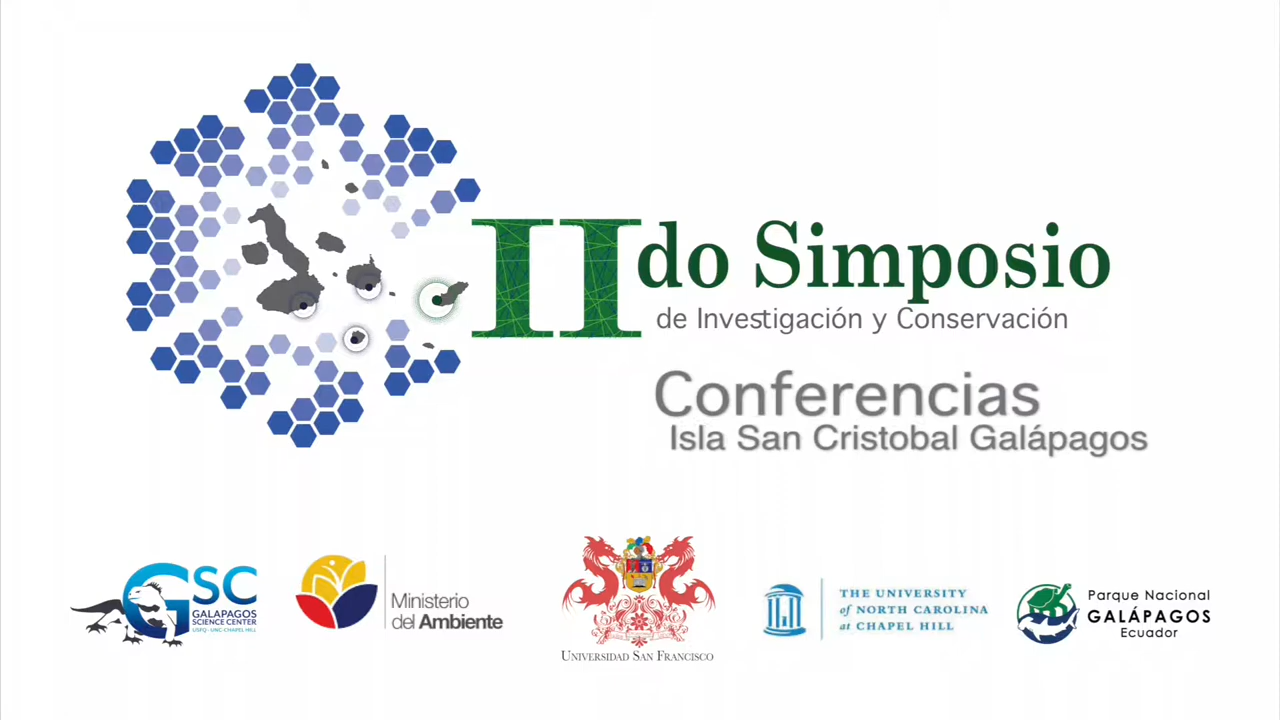 IIdo Simposio
de Investigación y Conservación
Conferencias
Isla San Cristobal Galápagos
GSC
GALAPAGOS
SCIENCE CENTER
USFQ - UNC-CHAPEL HILL
Ministerio
del Ambiente
UNIVERSIDAD SAN FRANCISCO
THE UNIVERSITY
of NORTH CAROLINA
at CHAPEL HILL
Parque Nacional
GALÁPAGOS
Ecuador